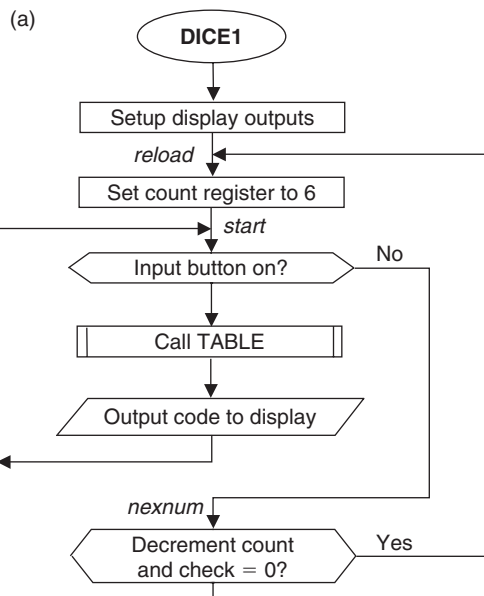 (a)
DICE1
Setup display outputs
reload
Set count register to 6
start
Input button on?
No
Call TABLE
Output code to display
nexnum
Decrement count
and check = 0?
Yes